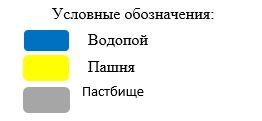 Условные обозначения:
Водопой
Пашня
Пастбище